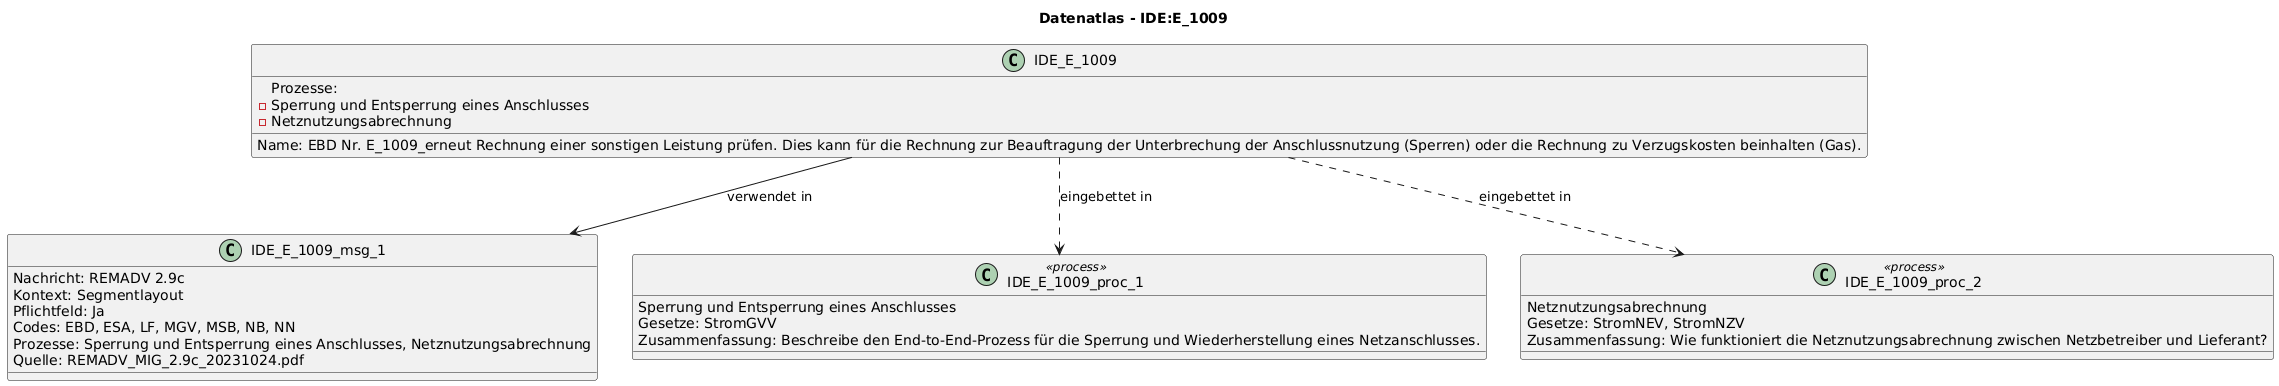 Datenatlas - IDE:E_1009
C IDE_E_1009
Prozesse:
Sperrung und Entsperrung eines Anschlusses
Netznutzungsabrechnung
Name: EBD Nr. E_1009_erneut Rechnung einer sonstigen Leistung prüfen. Dies kann für die Rechnung zur Beauftragung der Unterbrechung der Anschlussnutzung (Sperren) oder die Rechnung zu Verzugskosten beinhalten (Gas).
verwendet in
eingebettet in
eingebettet in
C IDE_E_1009_msg_1
Nachricht: REMADV 2.9c
Kontext: Segmentlayout
Pflichtfeld: Ja
Codes: EBD, ESA, LF, MGV, MSB, NB, NN
Prozesse: Sperrung und Entsperrung eines Anschlusses, Netznutzungsabrechnung
Quelle: REMADV_MIG_2.9c_20231024.pdf
«process»
C IDE_E_1009_proc_1
Sperrung und Entsperrung eines Anschlusses
Gesetze: StromGVV
Zusammenfassung: Beschreibe den End-to-End-Prozess für die Sperrung und Wiederherstellung eines Netzanschlusses.
«process»
C IDE_E_1009_proc_2
Netznutzungsabrechnung
Gesetze: StromNEV, StromNZV
Zusammenfassung: Wie funktioniert die Netznutzungsabrechnung zwischen Netzbetreiber und Lieferant?